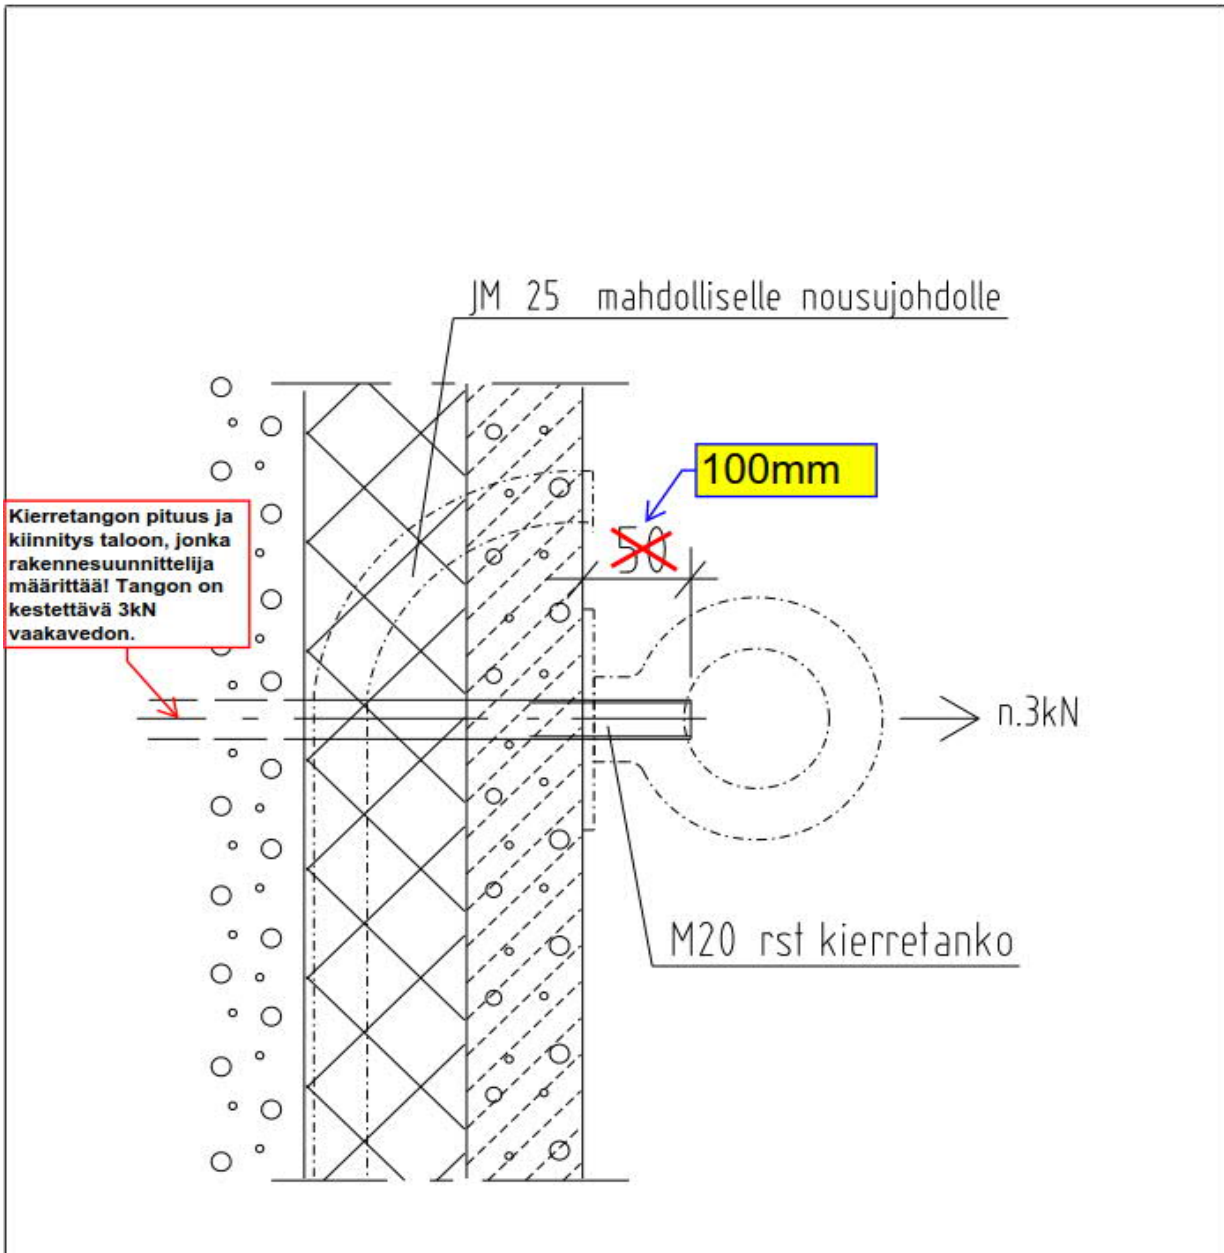 JM 25 mahdolliselle nousujohdolle
100mm
50
Kierretangon pituus ja
kiinnitys taloon, jonka
rakennesuunnittelija
määrittää! Tangon on
kestettävä 3kN
vaakavedon.
n.3kN
M20 rst kierretanko